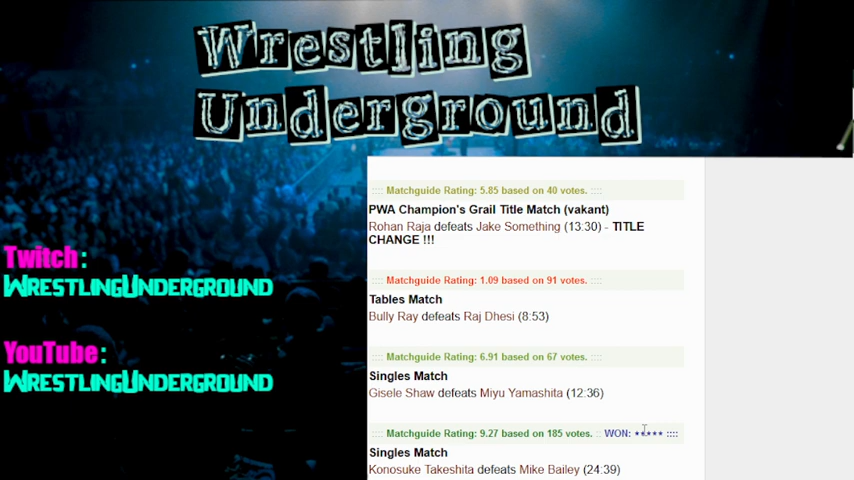 Wrestling
Underground
:::: Matchguide Rating: 5.85 based on 40 votes. ::::
PWA Champion's Grail Title Match (vakant)
Rohan Raja defeats Jake Something (13:30) - TITLE
CHANGE !!!
Twitch:
WrestlingUnderground
:::: Matchguide Rating: 1.09 based on 91 votes. ::::
Tables Match
Bully Ray defeats Raj Dhesi (8:53)
YouTube:
WrestlingUnderground
:::: Matchguide Rating: 6.91 based on 67 votes. ::::
Singles Match
Gisele Shaw defeats Miyu Yamashita (12:36)
:::: Matchguide Rating: 9.27 based on 185 votes. :: WON: ***** ::::
Singles Match
Konosuke Takeshita defeats Mike Bailey (24:39)